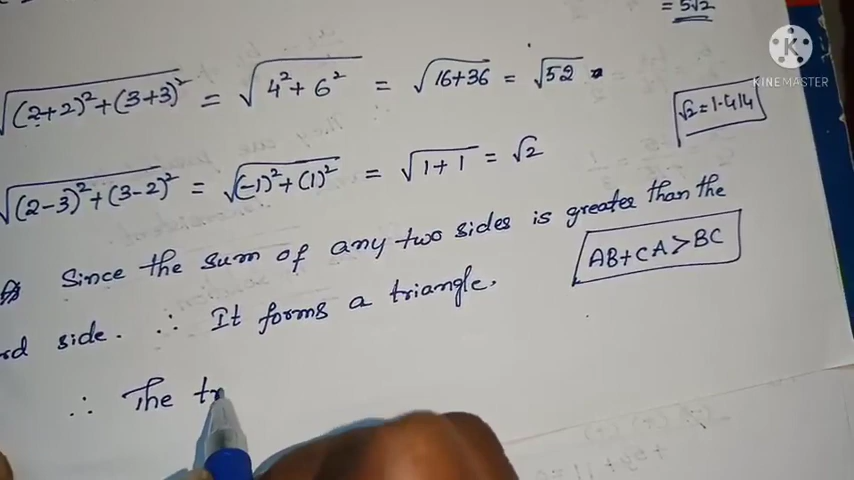 = 5√2
K
KINEMASTER
√(2+2)²+(3+3)² = √4²+6² = √16+36 = √52
√2 = 1.414
√(2-3)²+(3-2)² = √(-1)²+(1)² = √1+1 = √2
Since the sum of any two sides is greater than the
AB+CA>BC
rd side. ∴ It forms a triangle.
∴ The tr